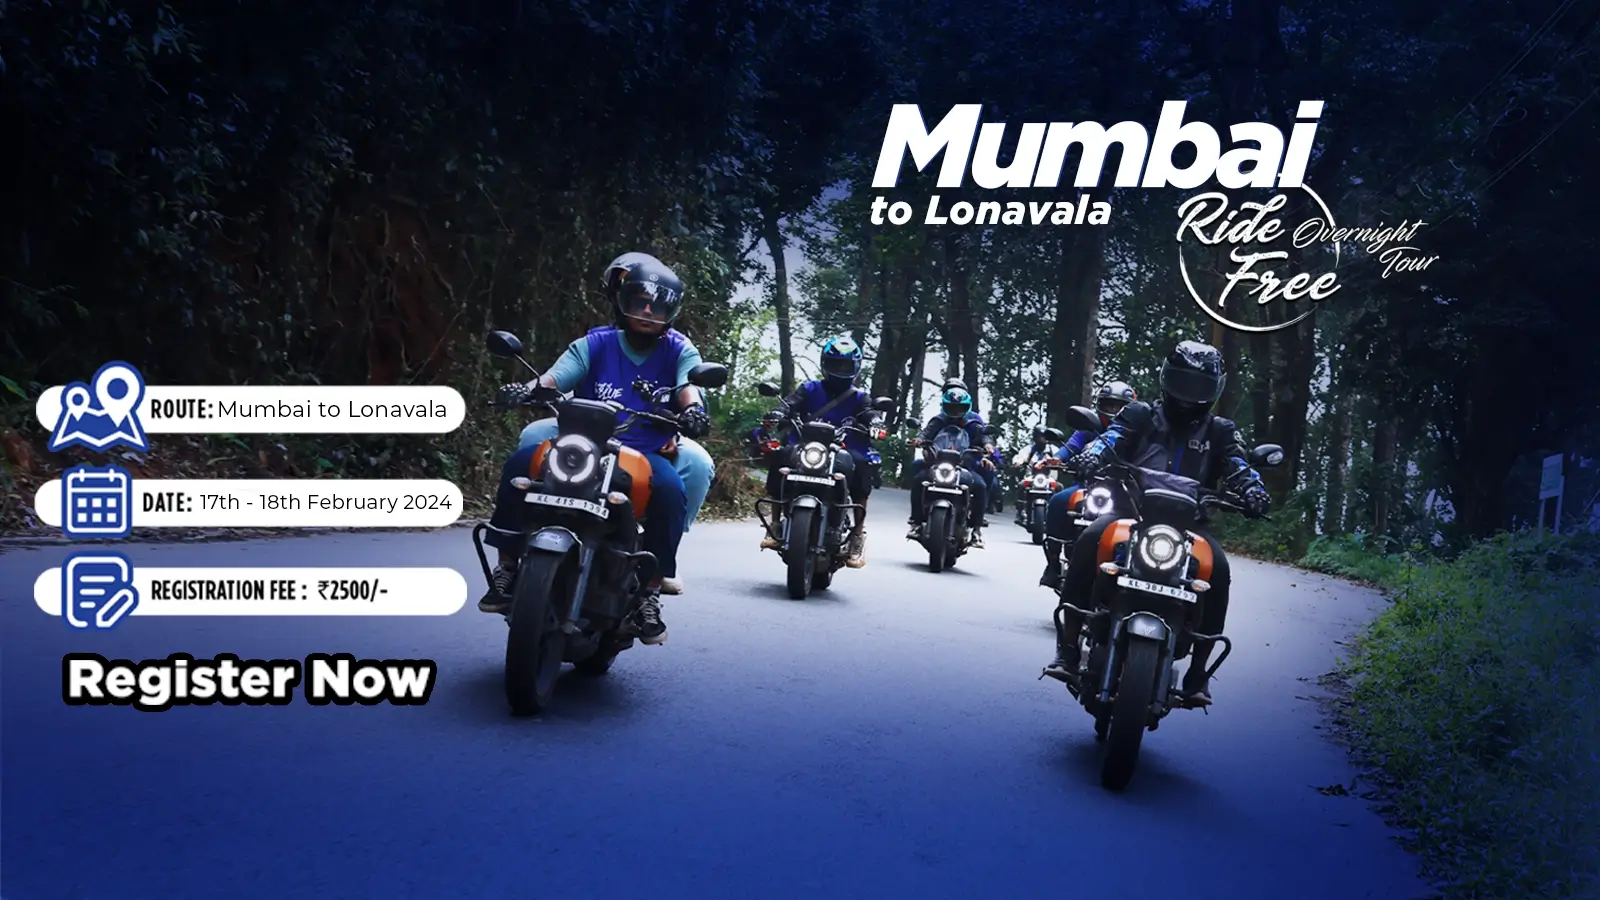 Mumbai
to Lonavala
Ride
Free
Overnight
Tour
ROUTE: Mumbai to Lonavala
DATE: 17th - 18th February 2024
REGISTRATION FEE : ₹2500/-
Register Now
BLUE